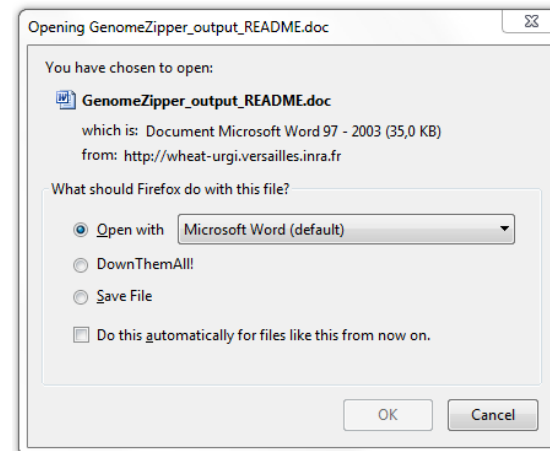 Opening GenomeZipper_output_README.doc
You have chosen to open:
GenomeZipper_output_README.doc
which is: Document Microsoft Word 97 - 2003 (35,0 KB)
from: http://wheat-urgi.versailles.inra.fr
What should Firefox do with this file?
Open with Microsoft Word (default)
DownThemAll!
Save File
Do this automatically for files like this from now on.
OK Cancel